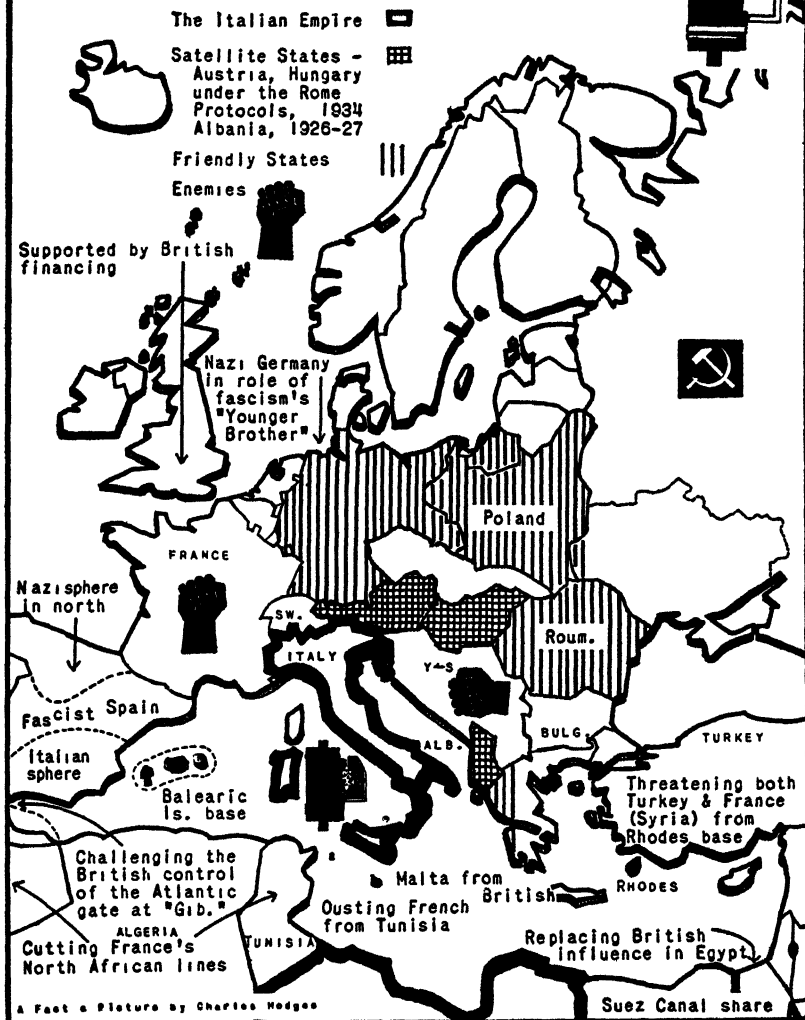 The Italian Empire
Satellite States -
Austria, Hungary
under the Rome
Protocols, 1934
Albania, 1926-27
Friendly States
Enemies
Supported by British
financing
Nazi Germany
in role of
fascism's
"Younger
Brother"
Poland
FRANCE
Nazi sphere
in north
SW.
ITALY
Roum.
Y-S
Fascist Spain
Italian
sphere
ALB.
BULG.
TURKEY
Balearic
Is. base
Threatening both
Turkey & France
(Syria) from
Rhodes base
Challenging the
British control
of the Atlantic
gate at "Gib."
Malta from
British
RHODES
Ousting French
from Tunisia
ALGERIA
Cutting France's
North African lines
TUNISIA
Replacing British
influence in Egypt
Suez Canal share
A Fact a Picture by Charles Hodges